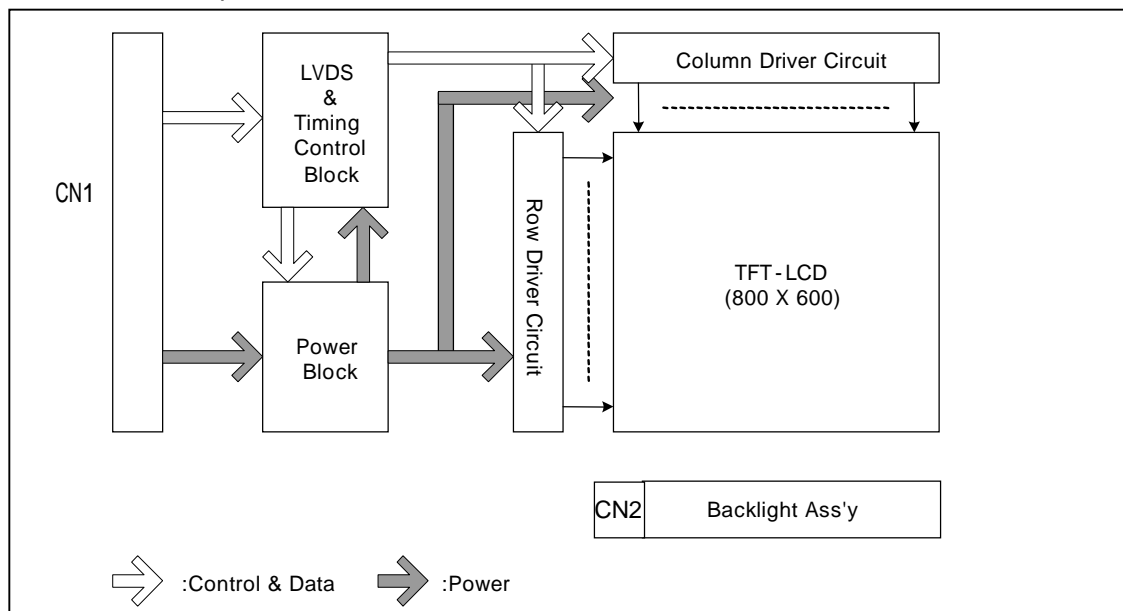 LVDS
&
Timing
Control
Block
Column Driver Circuit
CN1
Row Driver Circuit
TFT-LCD
(800 X 600)
Power
Block
CN2
Backlight Ass'y
:Control & Data
:Power